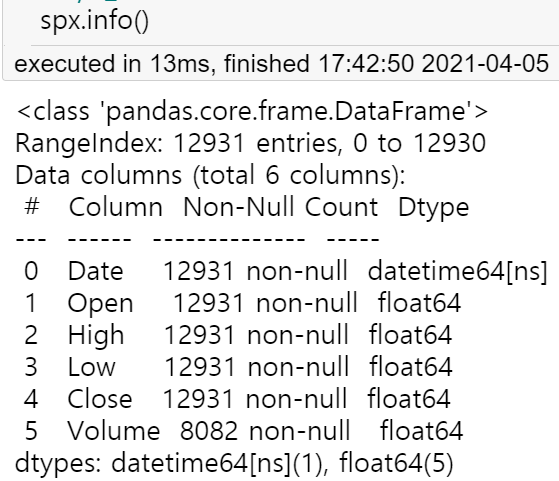 spx.info()
executed in 13ms, finished 17:42:50 2021-04-05
<class 'pandas.core.frame.DataFrame'>
RangeIndex: 12931 entries, 0 to 12930
Data columns (total 6 columns):
# Column Non-Null Count Dtype
--- ------ -------------- -----
0 Date 12931 non-null datetime64[ns]
1 Open 12931 non-null float64
2 High 12931 non-null float64
3 Low 12931 non-null float64
4 Close 12931 non-null float64
5 Volume 8082 non-null float64
dtypes: datetime64[ns](1), float64(5)